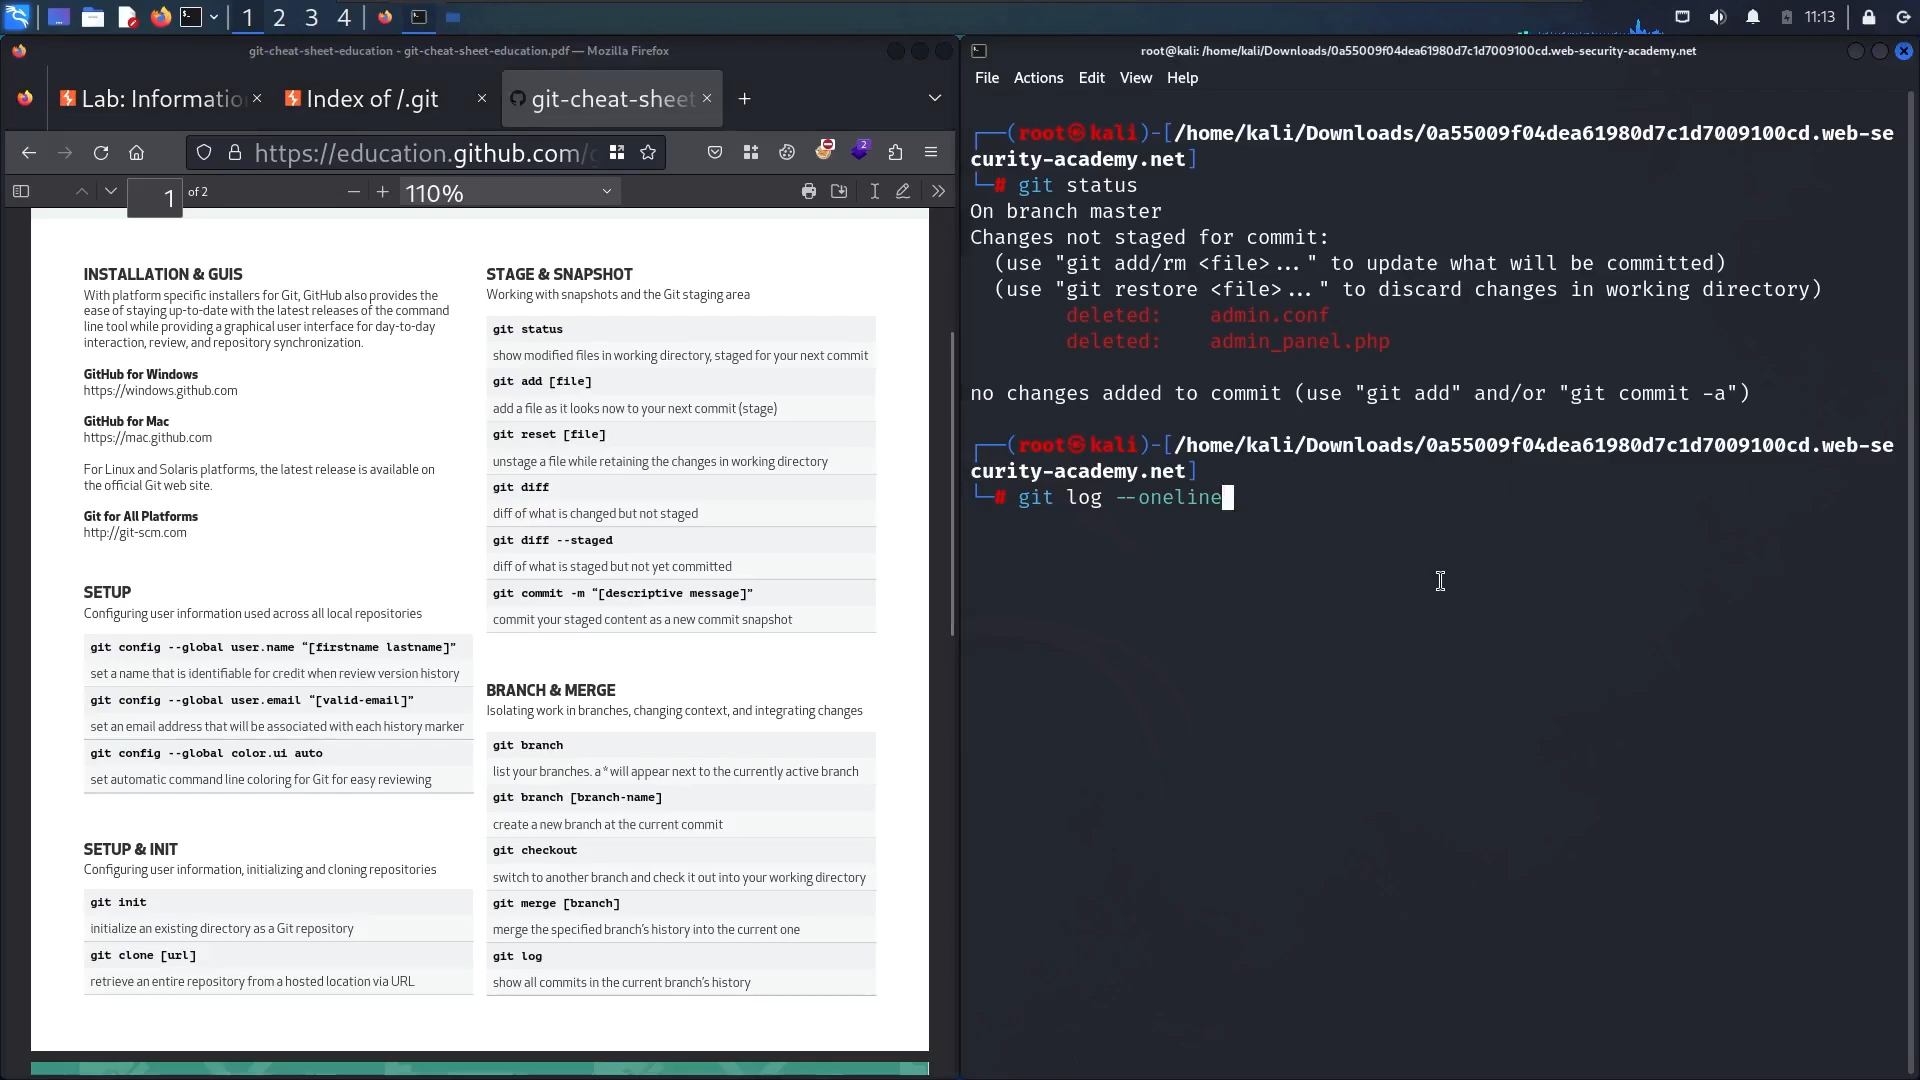 1 2 3 4
11:13
git-cheat-sheet-education - git-cheat-sheet-education.pdf — Mozilla Firefox
Lab: Informatio
Index of /.git
git-cheat-sheet
https://education.github.com/
2
1 of 2
110%
INSTALLATION & GUIS
With platform specific installers for Git, GitHub also provides the
ease of staying up-to-date with the latest releases of the command
line tool while providing a graphical user interface for day-to-day
interaction, review, and repository synchronization.
GitHub for Windows
https://windows.github.com
GitHub for Mac
https://mac.github.com
For Linux and Solaris platforms, the latest release is available on
the official Git web site.
Git for All Platforms
http://git-scm.com
SETUP
Configuring user information used across all local repositories
git config --global user.name “[firstname lastname]”
set a name that is identifiable for credit when review version history
git config --global user.email “[valid-email]”
set an email address that will be associated with each history marker
git config --global color.ui auto
set automatic command line coloring for Git for easy reviewing
SETUP & INIT
Configuring user information, initializing and cloning repositories
git init
initialize an existing directory as a Git repository
git clone [url]
retrieve an entire repository from a hosted location via URL
STAGE & SNAPSHOT
Working with snapshots and the Git staging area
git status
show modified files in working directory, staged for your next commit
git add [file]
add a file as it looks now to your next commit (stage)
git reset [file]
unstage a file while retaining the changes in working directory
git diff
diff of what is changed but not staged
git diff --staged
diff of what is staged but not yet committed
git commit -m “[descriptive message]”
commit your staged content as a new commit snapshot
BRANCH & MERGE
Isolating work in branches, changing context, and integrating changes
git branch
list your branches. a * will appear next to the currently active branch
git branch [branch-name]
create a new branch at the current commit
git checkout
switch to another branch and check it out into your working directory
git merge [branch]
merge the specified branch’s history into the current one
git log
show all commits in the current branch’s history
root@kali: /home/kali/Downloads/0a55009f04dea61980d7c1d7009100cd.web-security-academy.net
File Actions Edit View Help
┌──(root㉿kali)-[/home/kali/Downloads/0a55009f04dea61980d7c1d7009100cd.web-se
curity-academy.net]
└─# git status
On branch master
Changes not staged for commit:
(use "git add/rm <file>..." to update what will be committed)
(use "git restore <file>..." to discard changes in working directory)
deleted: admin.conf
deleted: admin_panel.php
no changes added to commit (use "git add" and/or "git commit -a")
┌──(root㉿kali)-[/home/kali/Downloads/0a55009f04dea61980d7c1d7009100cd.web-se
curity-academy.net]
└─# git log --oneline